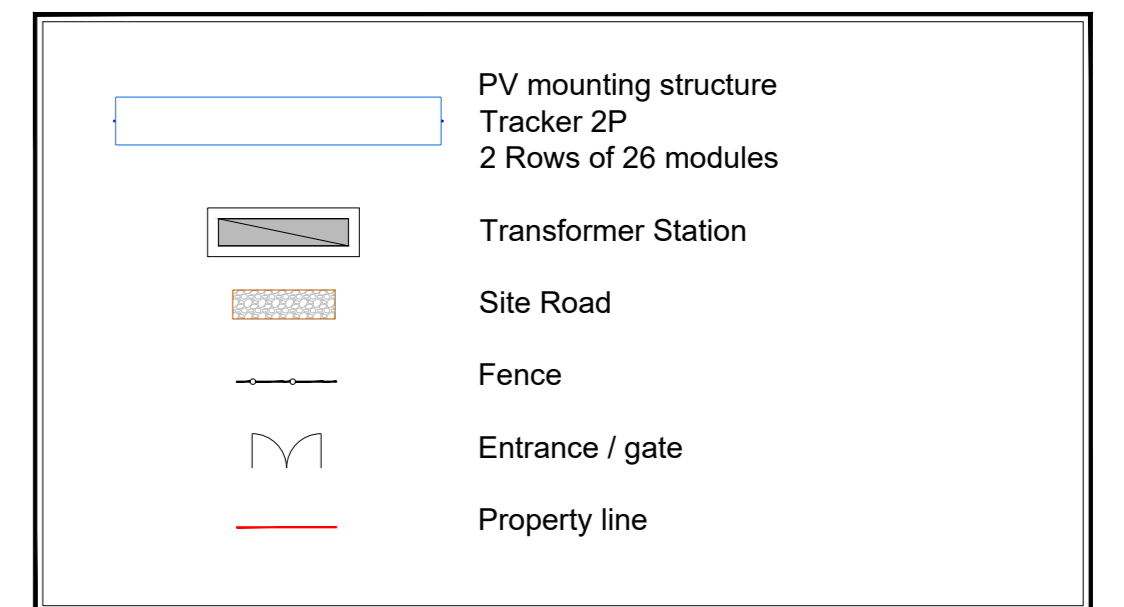 PV mounting structure
Tracker 2P
2 Rows of 26 modules
Transformer Station
Site Road
Fence
Entrance / gate
Property line